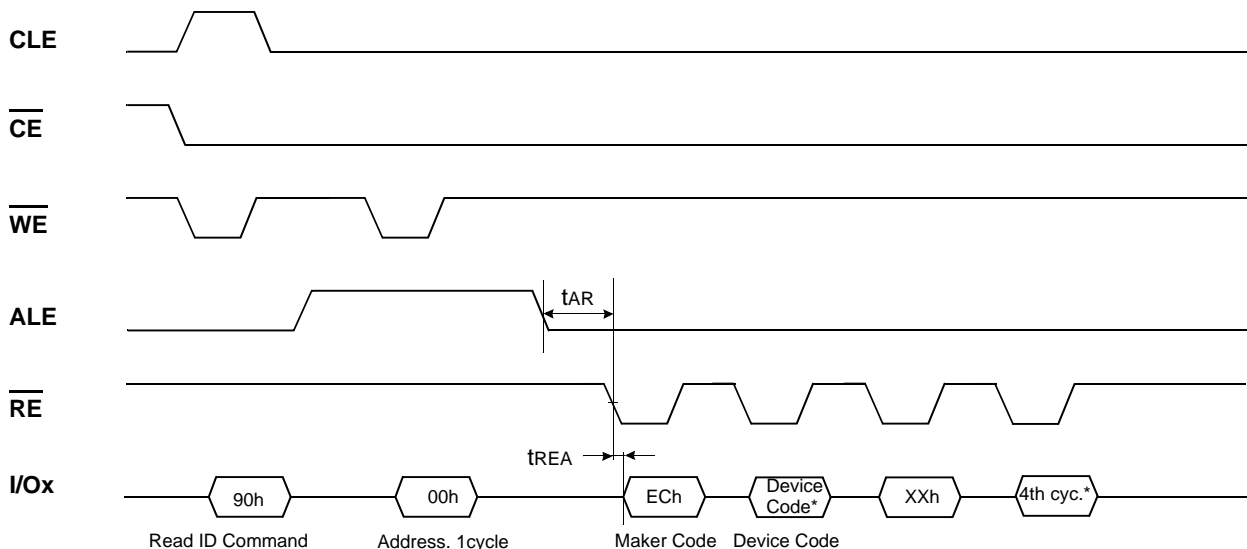 CLE
CE
WE
ALE
tAR
RE
tREA
I/Ox
90h
00h
ECh
Device
Code*
XXh
4th cyc.*
Read ID Command
Address. 1cycle
Maker Code
Device Code